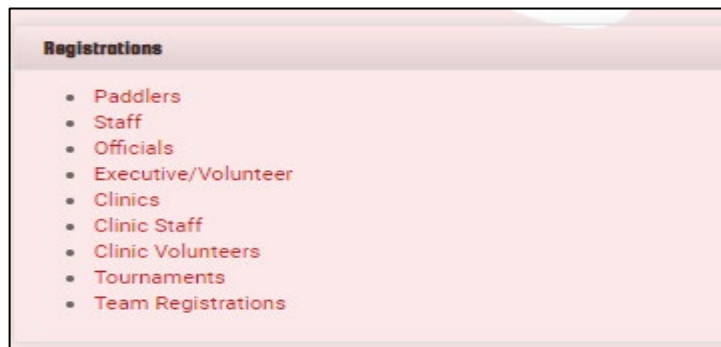 Registrations
Paddlers
Staff
Officials
Executive/Volunteer
Clinics
Clinic Staff
Clinic Volunteers
Tournaments
Team Registrations